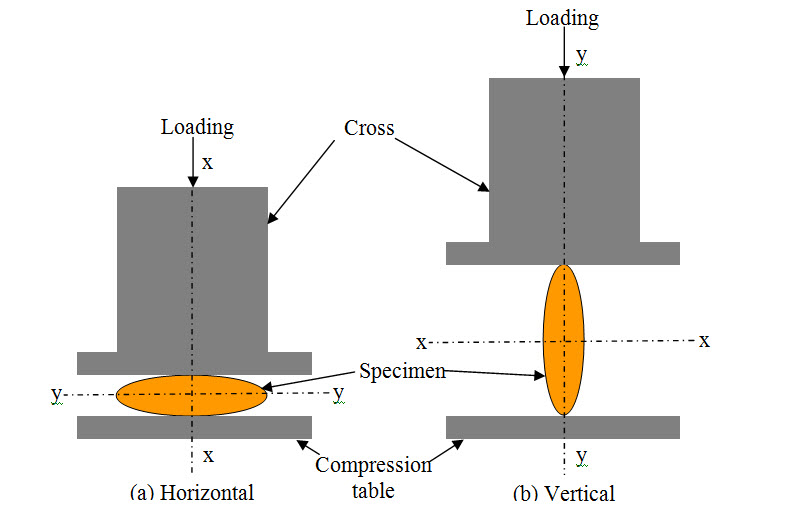 Loading
y
Loading
x
Cross
x
x
Specimen
y
y
x
y
Compression
table
(a) Horizontal
(b) Vertical